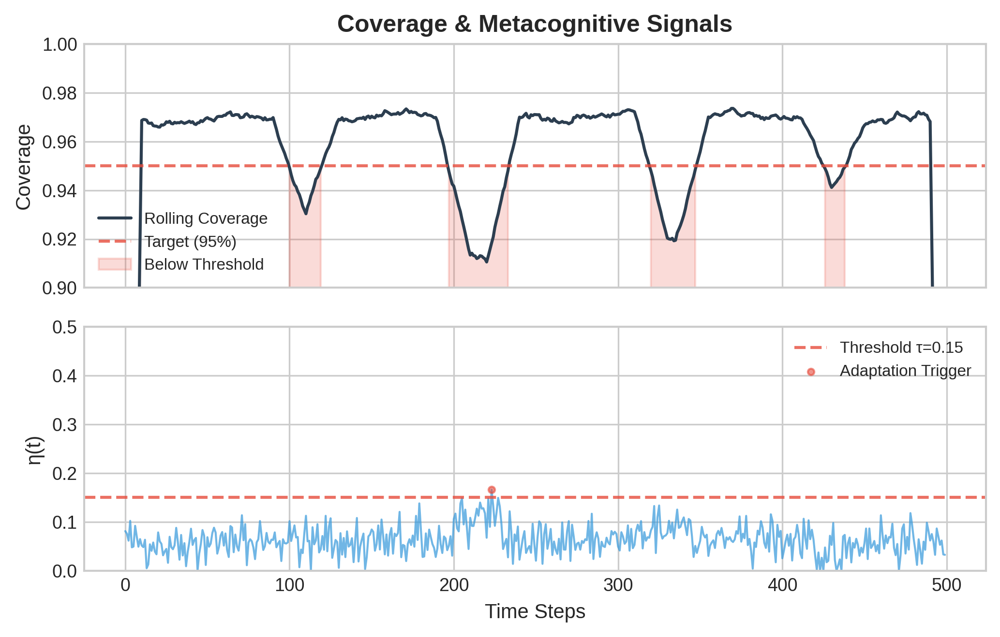 Coverage & Metacognitive Signals
1.00
0.98
0.96
0.94
0.92
0.90
Coverage
Rolling Coverage
Target (95%)
Below Threshold
0.5
0.4
0.3
0.2
0.1
0.0
η(t)
Threshold τ=0.15
Adaptation Trigger
0 100 200 300 400 500
Time Steps